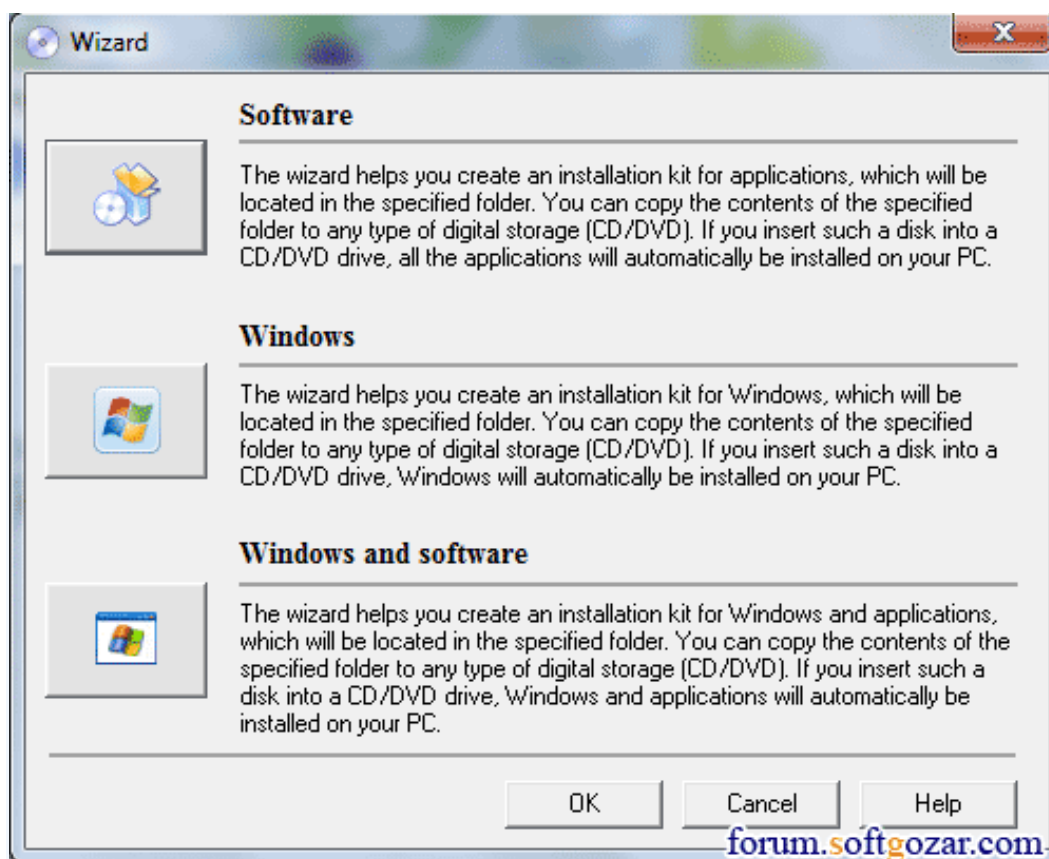 Wizard
Software
The wizard helps you create an installation kit for applications, which will be
located in the specified folder. You can copy the contents of the specified
folder to any type of digital storage (CD/DVD). If you insert such a disk into a
CD/DVD drive, all the applications will automatically be installed on your PC.
Windows
The wizard helps you create an installation kit for Windows, which will be
located in the specified folder. You can copy the contents of the specified
folder to any type of digital storage (CD/DVD). If you insert such a disk into a
CD/DVD drive, Windows will automatically be installed on your PC.
Windows and software
The wizard helps you create an installation kit for Windows and applications,
which will be located in the specified folder. You can copy the contents of the
specified folder to any type of digital storage (CD/DVD). If you insert such a
disk into a CD/DVD drive, Windows and applications will automatically be
installed on your PC.
OK Cancel Help
forum.softgozar.com